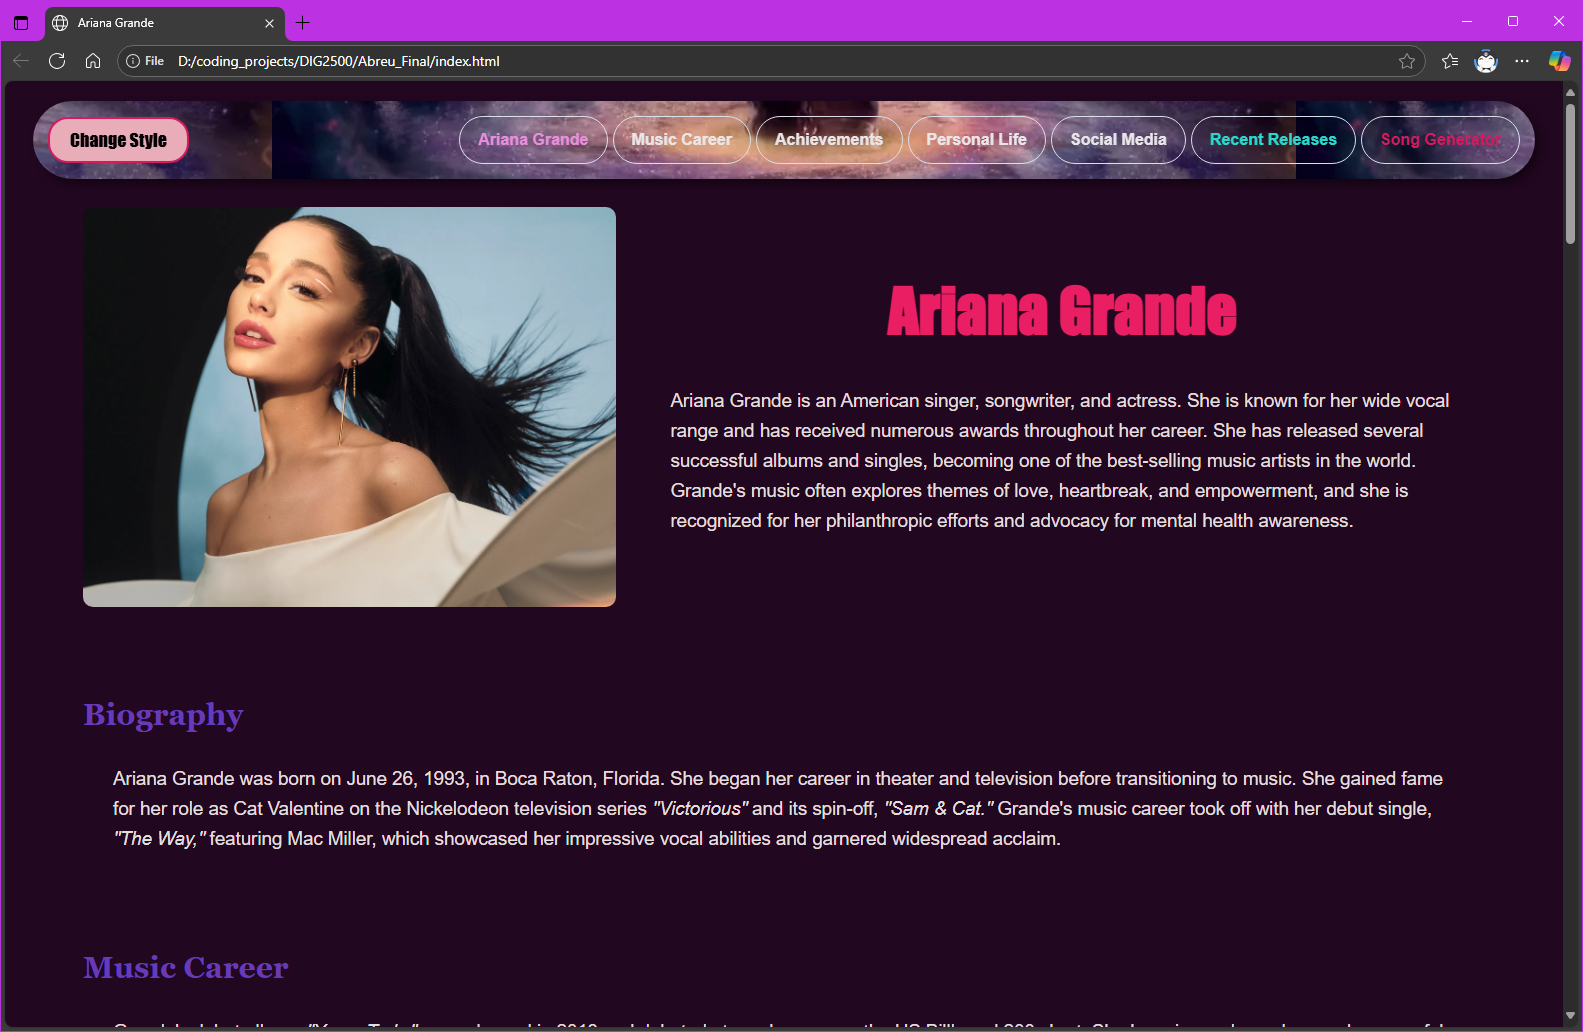 Ariana Grande
File D:/coding_projects/DIG2500/Abreu_Final/index.html
Change Style
Ariana Grande
Music Career
Achievements
Personal Life
Social Media
Recent Releases
Song Generator
Ariana Grande
Ariana Grande is an American singer, songwriter, and actress. She is known for her wide vocal
range and has received numerous awards throughout her career. She has released several
successful albums and singles, becoming one of the best-selling music artists in the world.
Grande's music often explores themes of love, heartbreak, and empowerment, and she is
recognized for her philanthropic efforts and advocacy for mental health awareness.
Biography
Ariana Grande was born on June 26, 1993, in Boca Raton, Florida. She began her career in theater and television before transitioning to music. She gained fame
for her role as Cat Valentine on the Nickelodeon television series "Victorious" and its spin-off, "Sam & Cat." Grande's music career took off with her debut single,
"The Way," featuring Mac Miller, which showcased her impressive vocal abilities and garnered widespread acclaim.
Music Career